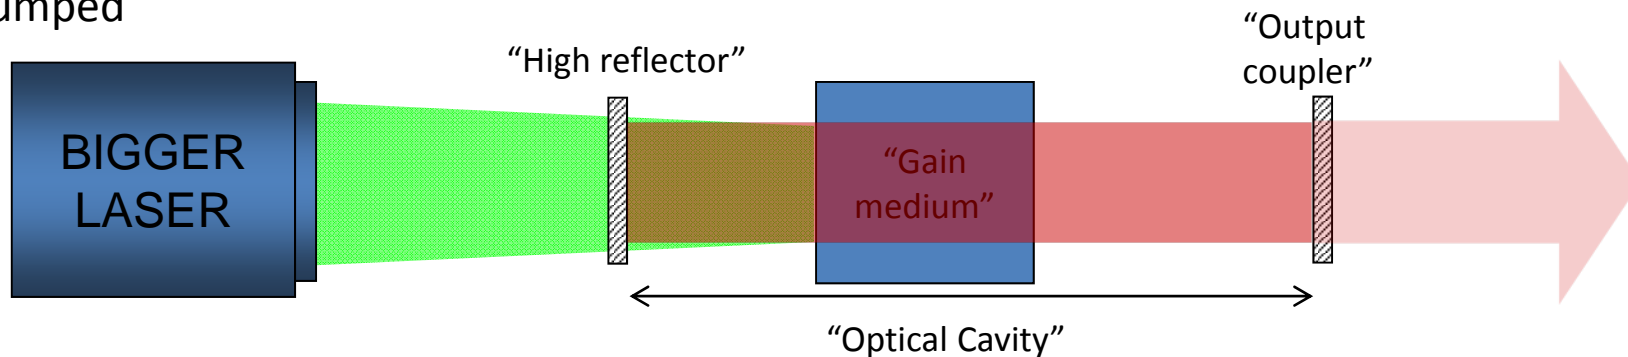 “Output
coupler”
“High reflector”
BIGGER
LASER
“Gain
medium”
“Optical Cavity”